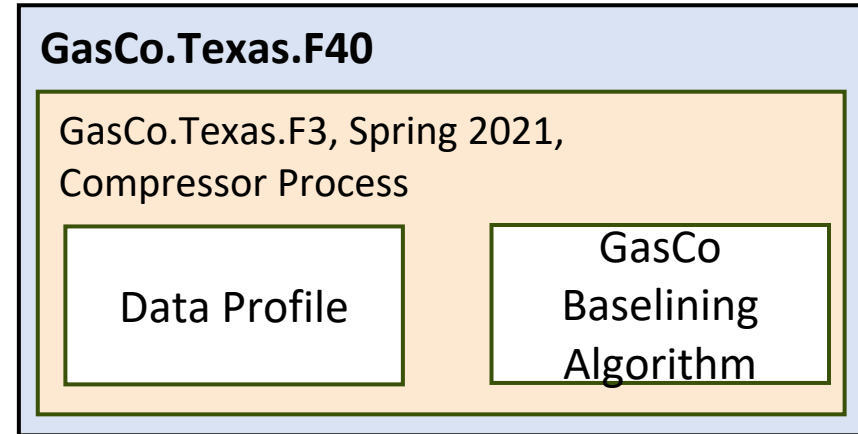 GasCo.Texas.F40
GasCo.Texas.F3, Spring 2021,
Compressor Process
Data Profile
GasCo
Baselining
Algorithm